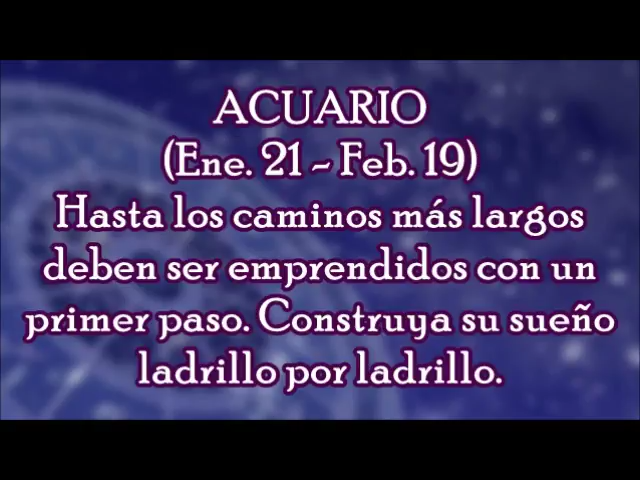 ACUARIO
(Ene. 21 - Feb. 19)
Hasta los caminos más largos
deben ser emprendidos con un
primer paso. Construya su sueño
ladrillo por ladrillo.